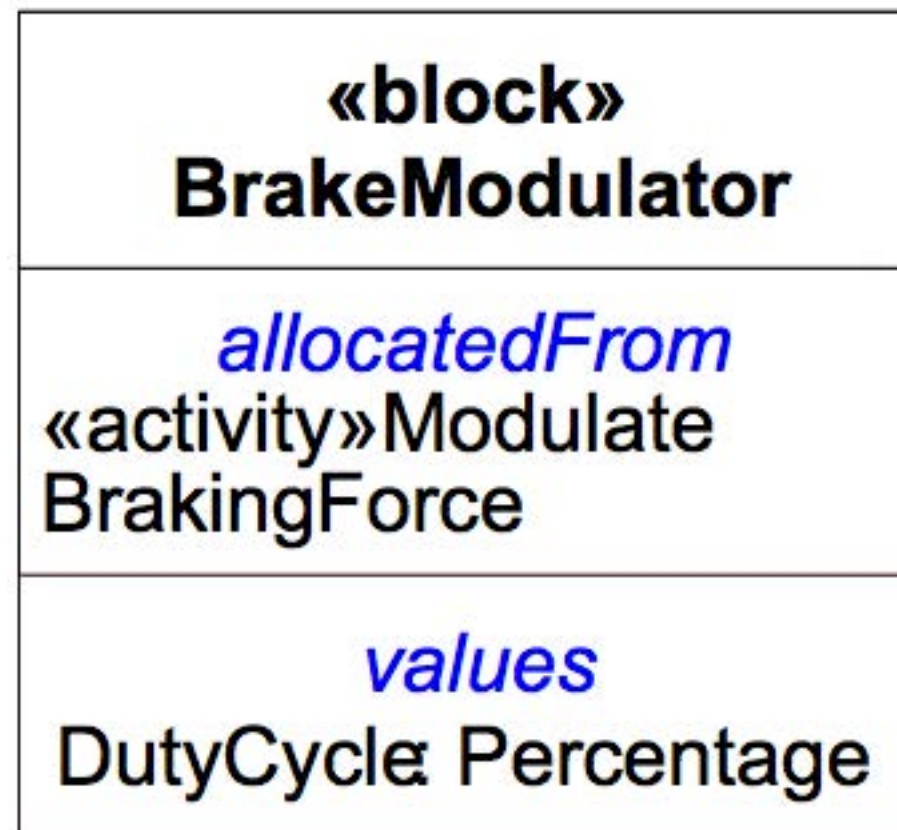 «block»
BrakeModulator
allocatedFrom
«activity»Modulate
BrakingForce
values
DutyCycle: Percentage